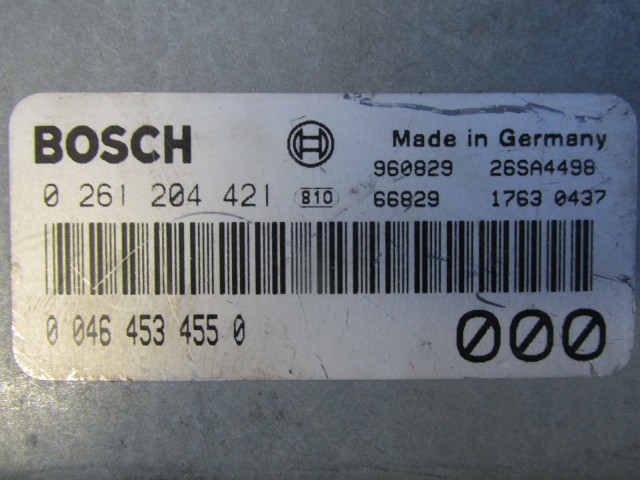 BOSCH Made in Germany
960829 26SA4498
0 261 204 421 810 66829 1763 0437
0 046 453 455 0 000